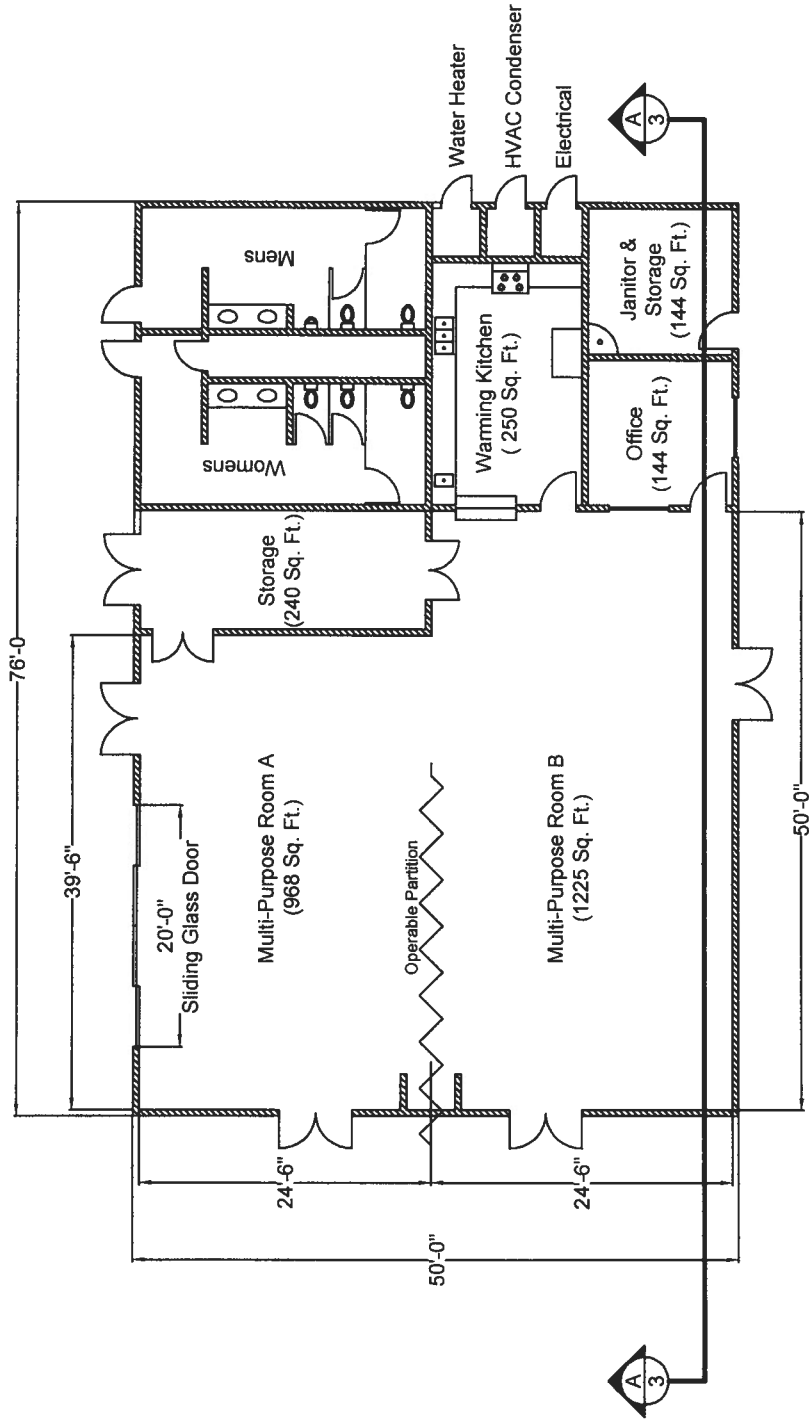 76'-0
39'-6"
20'-0"
Sliding Glass Door
Multi-Purpose Room A
(968 Sq. Ft.)
Storage
(240 Sq. Ft.)
Womens
Mens
24'-6"
50'-0"
Operable Partition
24'-6"
Multi-Purpose Room B
(1225 Sq. Ft.)
Warming Kitchen
( 250 Sq. Ft.)
Water Heater
HVAC Condenser
Electrical
Office
(144 Sq. Ft.)
Janitor &
Storage
(144 Sq. Ft.)
A
3
A
3
50'-0"